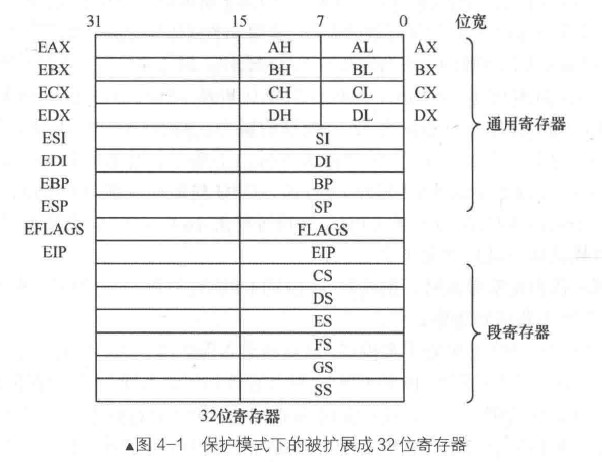 31 15 7 0 位宽
EAX AH AL AX
EBX BH BL BX
ECX CH CL CX
EDX DH DL DX
通用寄存器
ESI SI
EDI DI
EBP BP
ESP SP
EFLAGS FLAGS
EIP EIP
CS
DS
ES
段寄存器
FS
GS
SS
32位寄存器
▲图 4-1 保护模式下的被扩展成 32 位寄存器